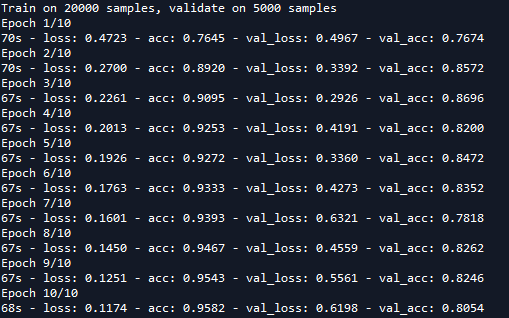 Train on 20000 samples, validate on 5000 samples
Epoch 1/10
70s - loss: 0.4723 - acc: 0.7645 - val_loss: 0.4967 - val_acc: 0.7674
Epoch 2/10
70s - loss: 0.2700 - acc: 0.8920 - val_loss: 0.3392 - val_acc: 0.8572
Epoch 3/10
67s - loss: 0.2261 - acc: 0.9095 - val_loss: 0.2926 - val_acc: 0.8696
Epoch 4/10
67s - loss: 0.2013 - acc: 0.9253 - val_loss: 0.4191 - val_acc: 0.8200
Epoch 5/10
67s - loss: 0.1926 - acc: 0.9272 - val_loss: 0.3360 - val_acc: 0.8472
Epoch 6/10
67s - loss: 0.1763 - acc: 0.9333 - val_loss: 0.4273 - val_acc: 0.8352
Epoch 7/10
67s - loss: 0.1601 - acc: 0.9393 - val_loss: 0.6321 - val_acc: 0.7818
Epoch 8/10
67s - loss: 0.1450 - acc: 0.9467 - val_loss: 0.4559 - val_acc: 0.8262
Epoch 9/10
67s - loss: 0.1251 - acc: 0.9543 - val_loss: 0.5561 - val_acc: 0.8246
Epoch 10/10
68s - loss: 0.1174 - acc: 0.9582 - val_loss: 0.6198 - val_acc: 0.8054